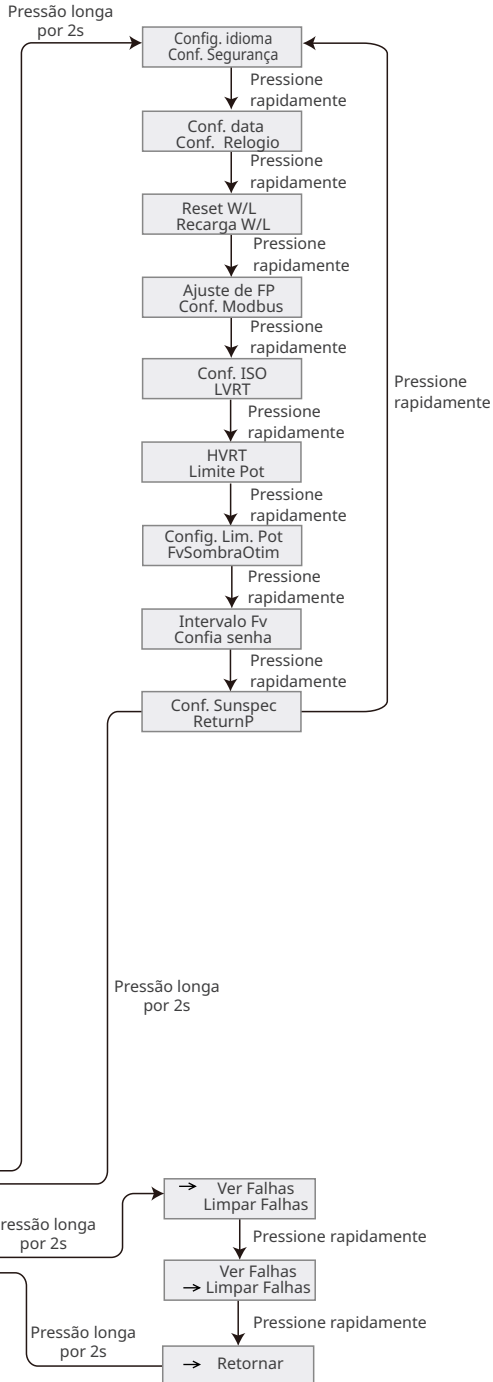 Pressão longa
por 2s
Config. idioma
Conf. Segurança
Pressione
rapidamente
Conf. data
Conf. Relogio
Pressione
rapidamente
Reset W/L
Recarga W/L
Pressione
rapidamente
Ajuste de FP
Conf. Modbus
Pressione
rapidamente
Conf. ISO
LVRT
Pressione
rapidamente
Pressione
rapidamente
HVRT
Limite Pot
Pressione
rapidamente
Config. Lim. Pot
FvSombraOtim
Pressione
rapidamente
Intervalo Fv
Confia senha
Pressione
rapidamente
Conf. Sunspec
ReturnP
Pressão longa
por 2s
→ Ver Falhas
Limpar Falhas
ressão longa
por 2s
Pressione rapidamente
Ver Falhas
→ Limpar Falhas
Pressione rapidamente
Pressão longa
por 2s
→ Retornar